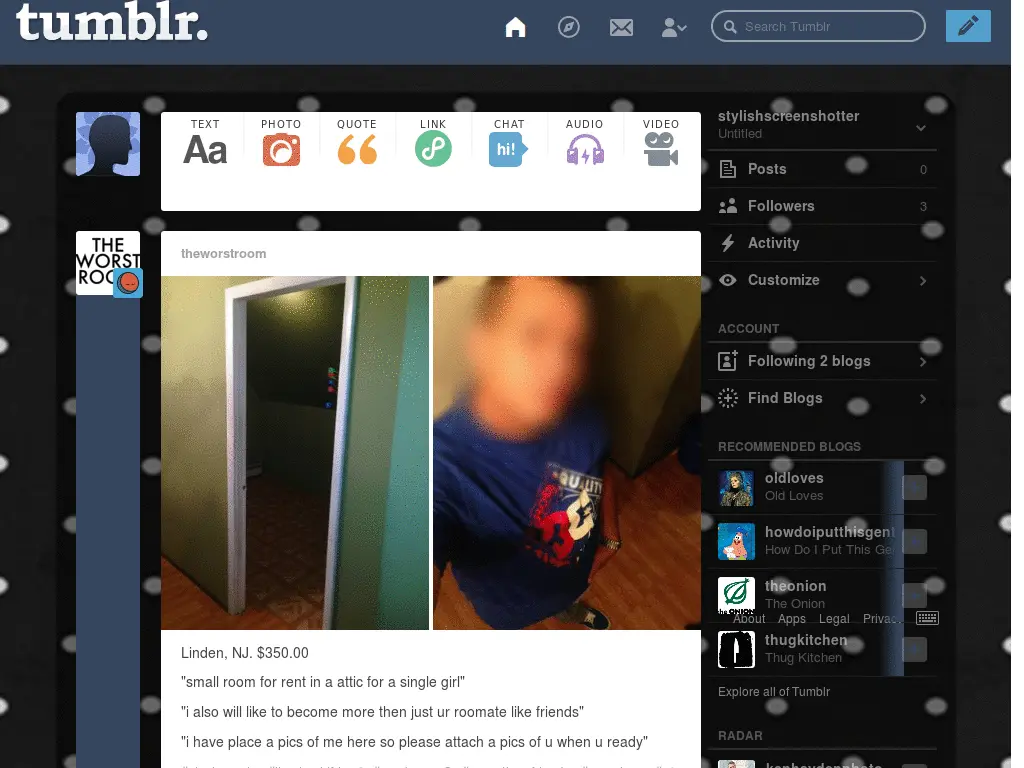 tumblr.
Search Tumblr
TEXT
Aa
PHOTO
QUOTE
LINK
CHAT
hi!
AUDIO
VIDEO
stylishscreenshotter
Untitled
Posts 0
Followers 3
Activity
Customize
ACCOUNT
Following 2 blogs
Find Blogs
RECOMMENDED BLOGS
oldloves
Old Loves
howdoiputthisgent
How Do I Put This Ge
theonion
The Onion
About Apps Legal Privac
thugkitchen
Thug Kitchen
Explore all of Tumblr
RADAR
THE
WORST
ROO
theworstroom
Linden, NJ. $350.00
"small room for rent in a attic for a single girl"
"i also will like to become more then just ur roomate like friends"
"i have place a pics of me here so please attach a pics of u when u ready"